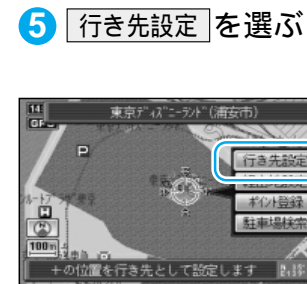 5 行き先設定 を選ぶ
東京ディズニーランド(浦安市)
P
行き先設定
ポイント登録
駐車場検索
100m
+の位置を行き先として設定します